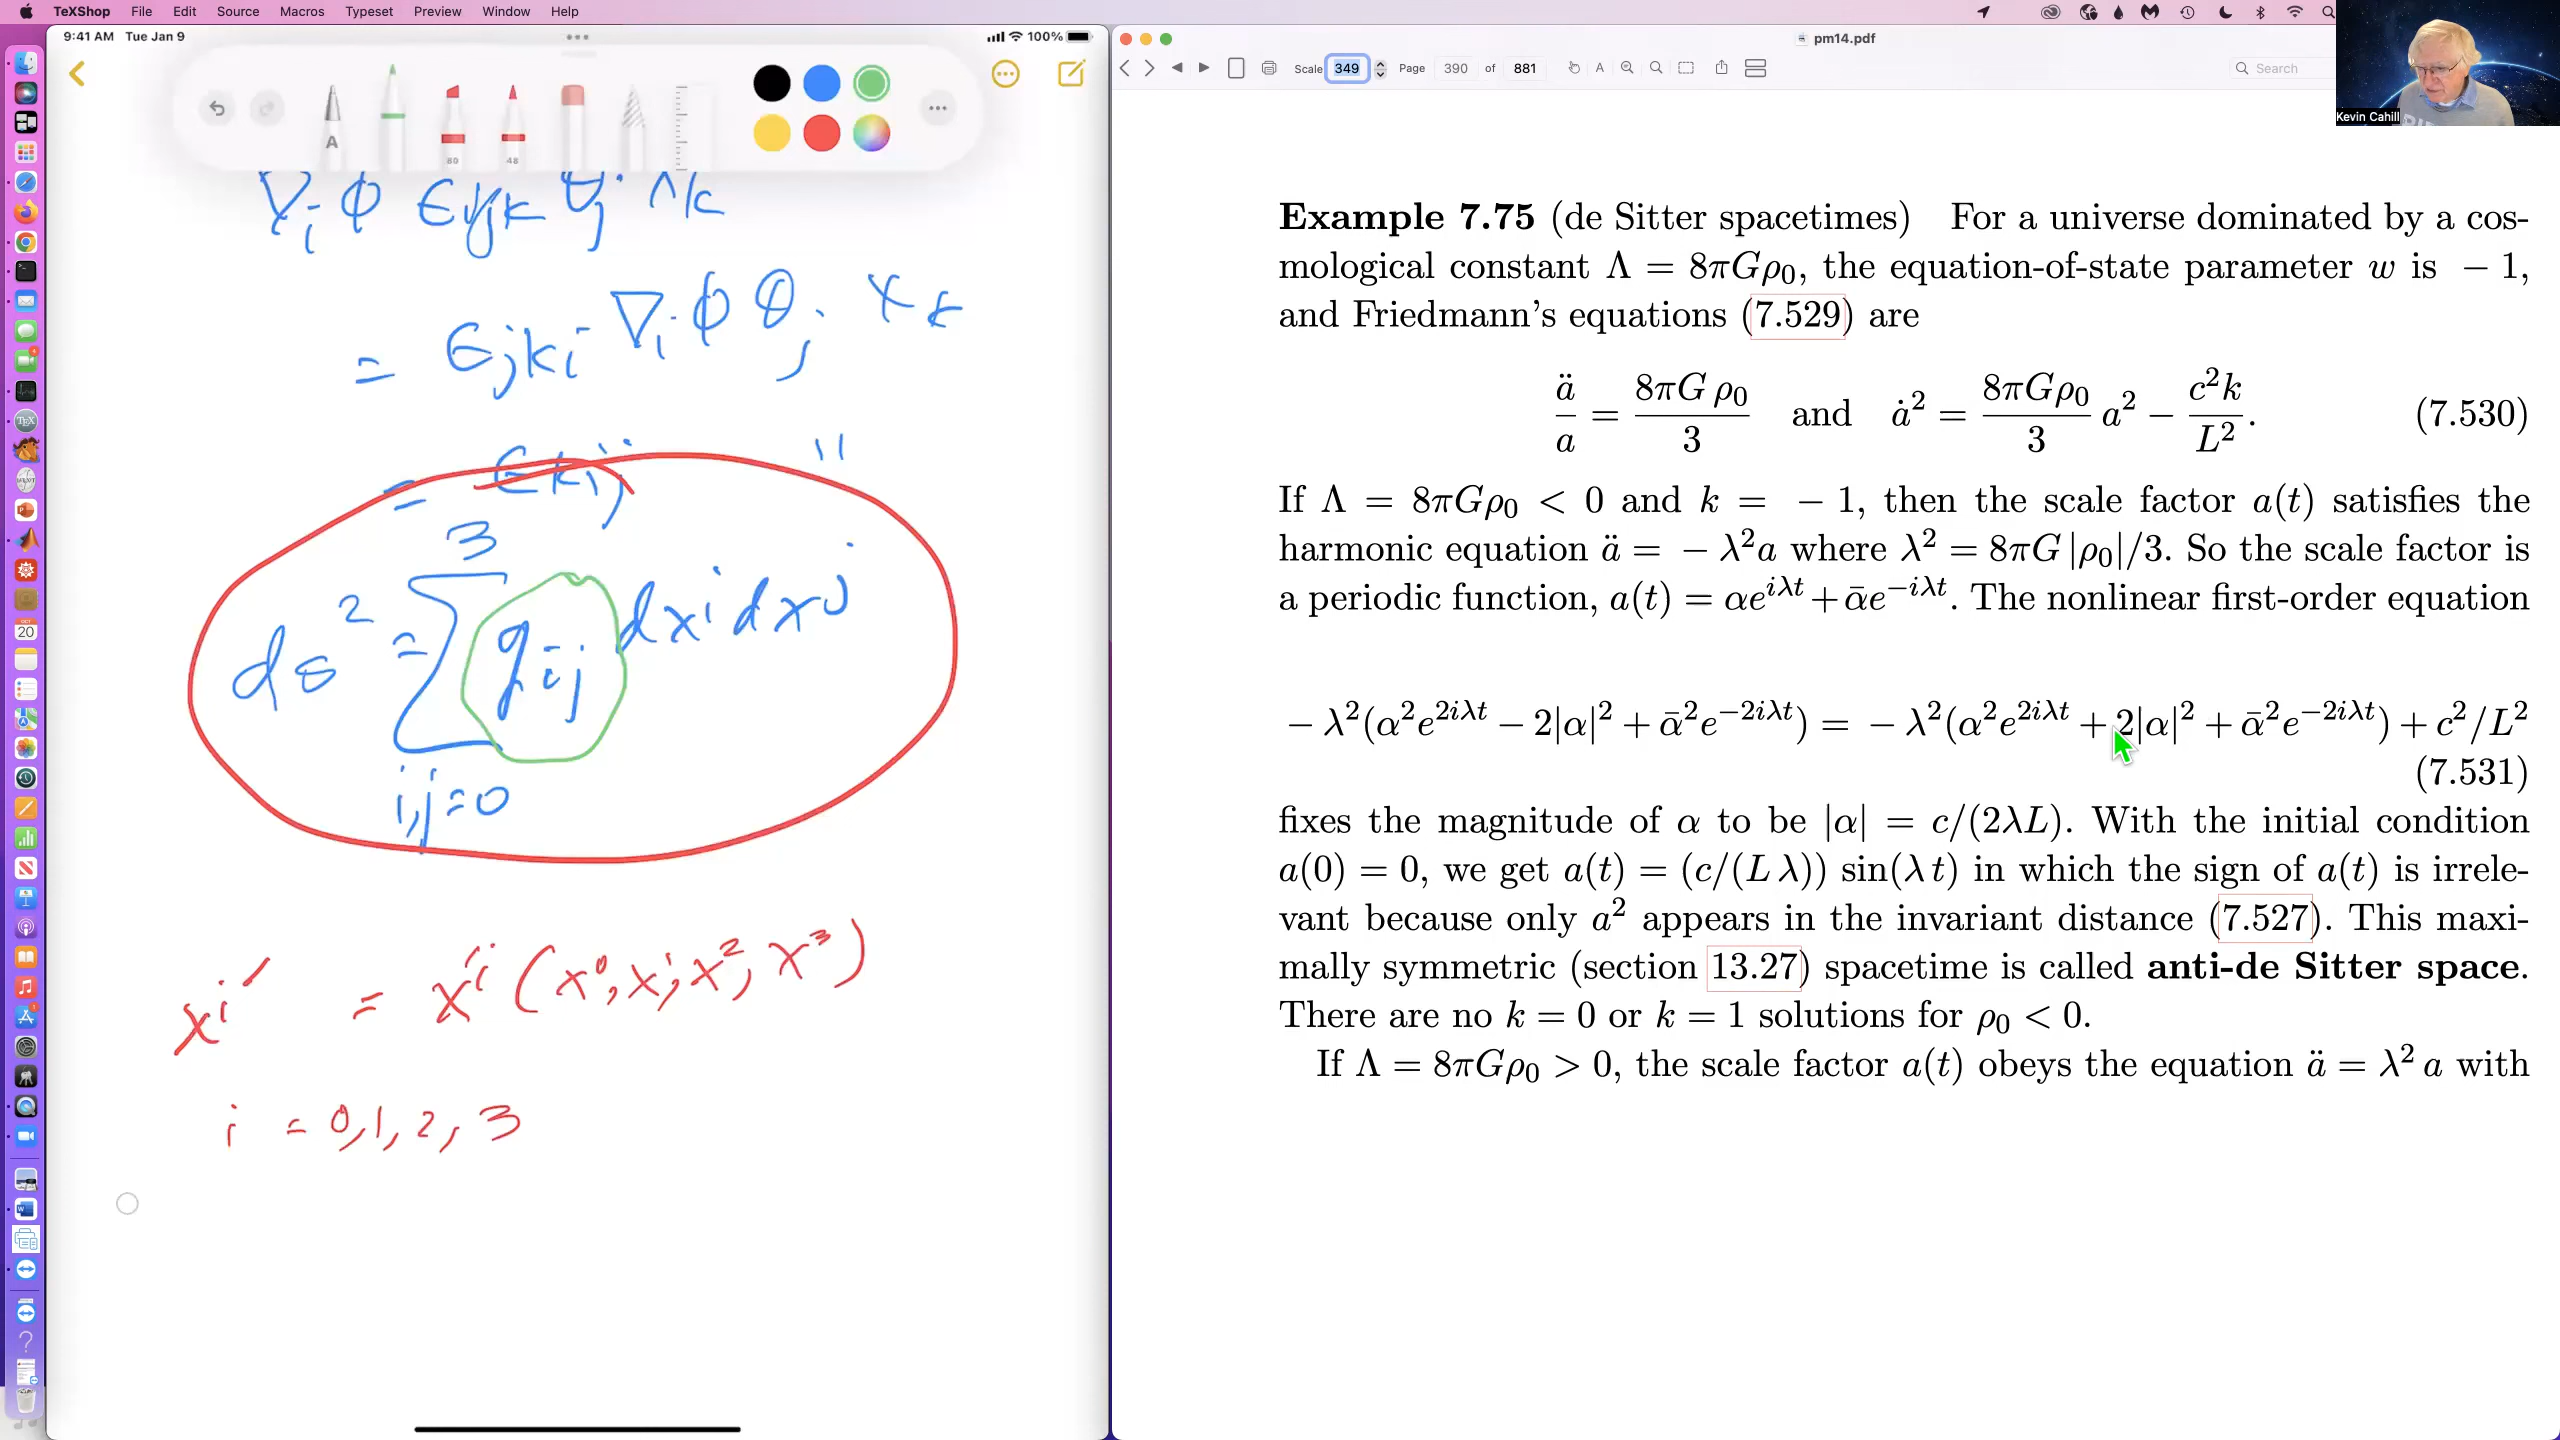 TeXShop File Edit Source Macros Typeset Preview Window Help
9:41 AM Tue Jan 9
100%
A 80 48
∇ᵢ ϕ ϵᵢⱼₖ θⱼ xₖ
= ϵⱼₖᵢ ∇ᵢ ϕ θⱼ xₖ
= ϵₖᵢⱼ "
ds² = ∑³ᵢ,ⱼ₌₀ gᵢⱼ dxⁱ dxʲ
xⁱ′ = x′ⁱ (x⁰, x¹, x², x³)
i = 0, 1, 2, 3
pm14.pdf
Scale 349 Page 390 of 881 Search
Kevin Cahill
Example 7.75 (de Sitter spacetimes) For a universe dominated by a cos-
mological constant Λ = 8πGρ₀, the equation-of-state parameter w is − 1,
and Friedmann's equations (7.529) are
ä/a = 8πG ρ₀/3 and ȧ² = 8πGρ₀/3 a² − c²k/L². (7.530)
If Λ = 8πGρ₀ < 0 and k = − 1, then the scale factor a(t) satisfies the
harmonic equation ä = − λ²a where λ² = 8πG|ρ₀|/3. So the scale factor is
a periodic function, a(t) = αe^{iλt} + ᾱe^{−iλt}. The nonlinear first-order equation
− λ²(α²e^{2iλt} − 2|α|² + ᾱ²e^{−2iλt}) = − λ²(α²e^{2iλt} + 2|α|² + ᾱ²e^{−2iλt}) + c²/L²
(7.531)
fixes the magnitude of α to be |α| = c/(2λL). With the initial condition
a(0) = 0, we get a(t) = (c/(L λ)) sin(λ t) in which the sign of a(t) is irrele-
vant because only a² appears in the invariant distance (7.527). This maxi-
mally symmetric (section 13.27) spacetime is called anti-de Sitter space.
There are no k = 0 or k = 1 solutions for ρ₀ < 0.
If Λ = 8πGρ₀ > 0, the scale factor a(t) obeys the equation ä = λ² a with